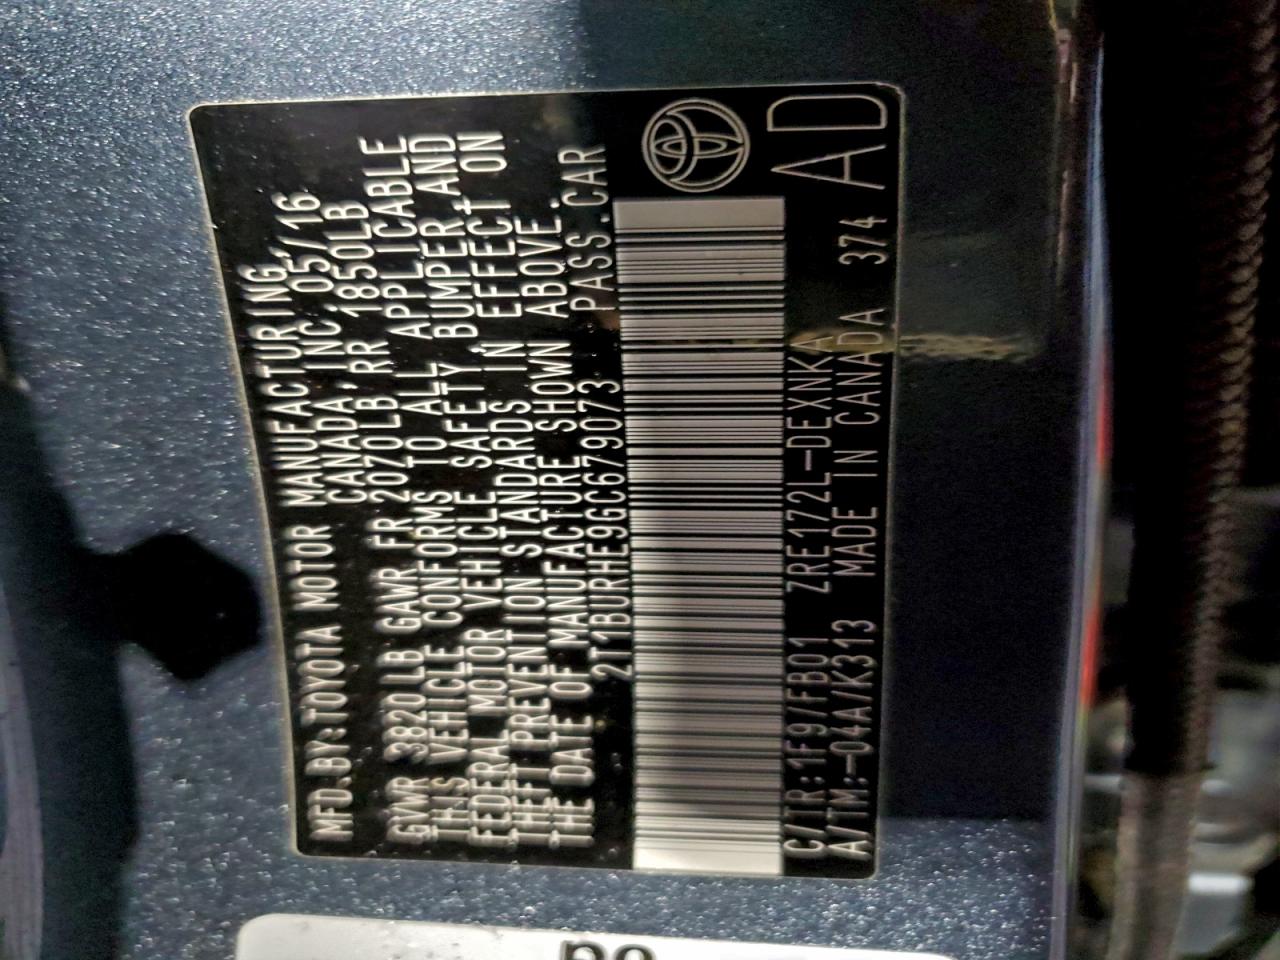 MFD.BY:TOYOTA MOTOR MANUFACTURING
CANADA, INC. 05/16
GVWR 3820LB GAWR FR 2070LB RR 1850LB
THIS VEHICLE CONFORMS TO ALL APPLICABLE
FEDERAL MOTOR VEHICLE SAFETY, BUMPER, AND
THEFT PREVENTION STANDARDS IN EFFECT ON
THE DATE OF MANUFACTURE SHOWN ABOVE.
2T1BURHE9GC679073 PASS.CAR
C/TR:1F97/FB01 ZRE172L-DEXNKA
A/TM:-04A/K313 MADE IN CANADA 374
AD